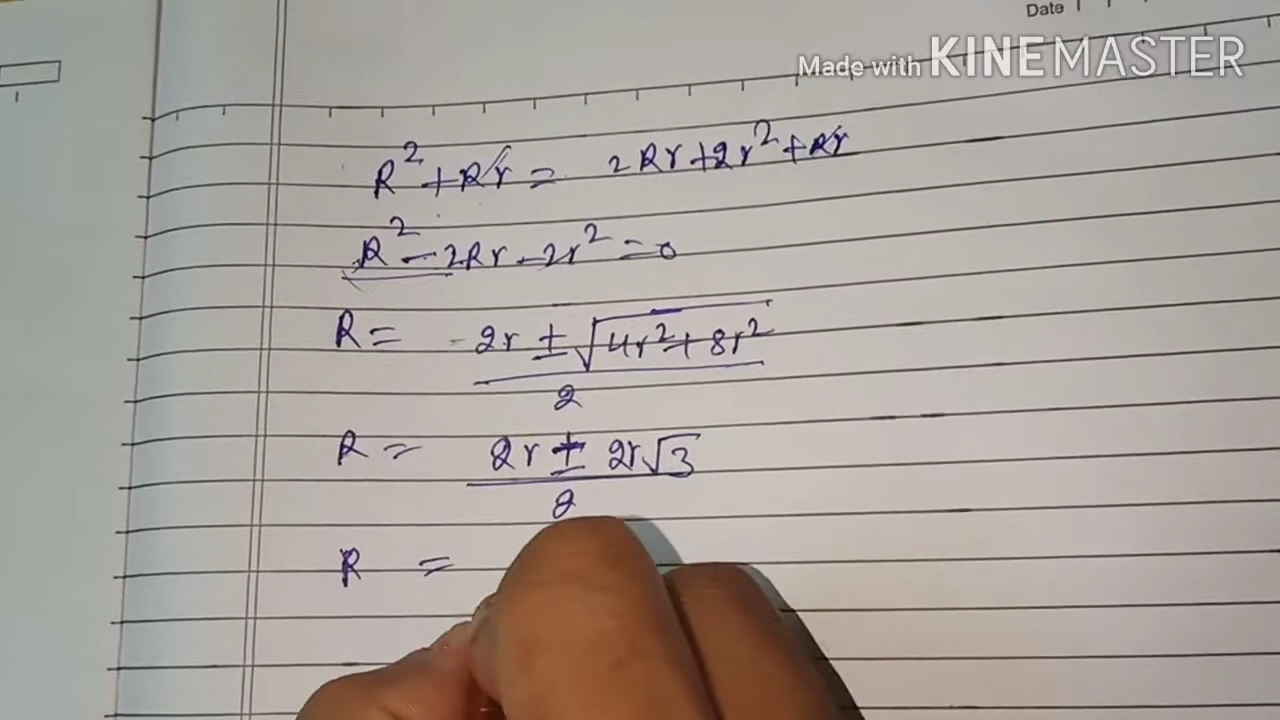 Date
Made with KINEMASTER
R² + Rr = 2Rr + 2r² + Rr
R² - 2Rr - 2r² = 0
R = -2r ± √4r² + 8r² / 2
R = 2r ± 2r√3 / 2
R =